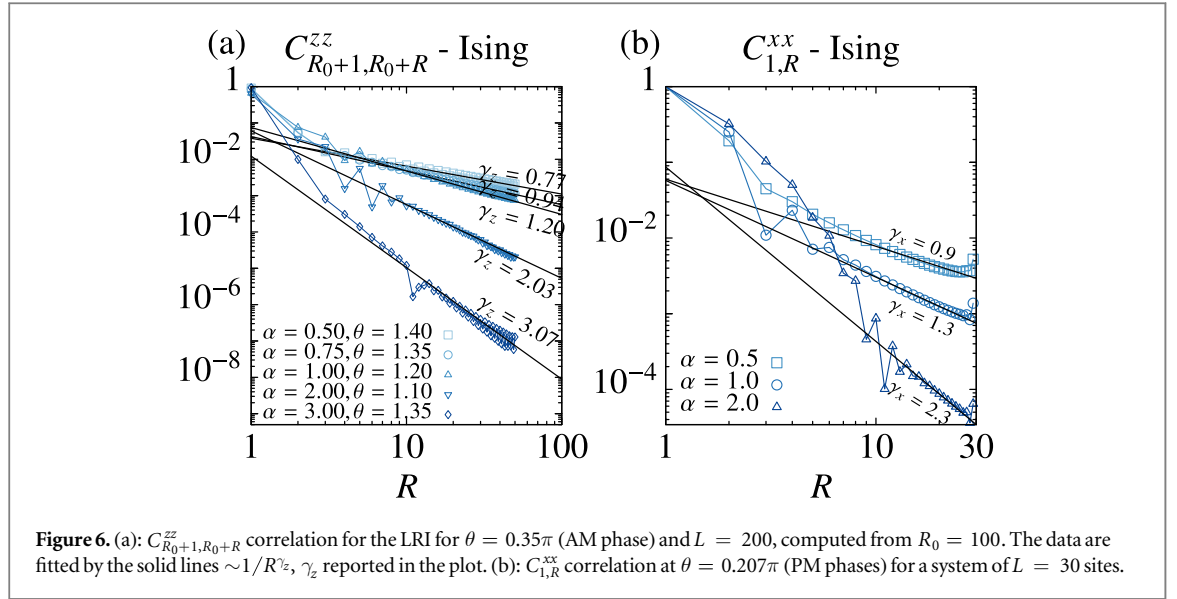 (a) C^{zz}_{R_0+1,R_0+R} - Ising
1
10^{-2}
10^{-4}
10^{-6}
10^{-8}
γ_z = 0.77
γ_z = 0.94
γ_z = 1.20
γ_z = 2.03
γ_z = 3.07
α = 0.50, θ = 1.40
α = 0.75, θ = 1.35
α = 1.00, θ = 1.20
α = 2.00, θ = 1.10
α = 3.00, θ = 1.35
1 10 100
R
(b) C^{xx}_{1,R} - Ising
1
10^{-2}
10^{-4}
γ_x = 0.9
γ_x = 1.3
γ_x = 2.3
α = 0.5
α = 1.0
α = 2.0
1 10 30
R
Figure 6. (a): C^{zz}_{R_0+1,R_0+R} correlation for the LRI for θ = 0.35π (AM phase) and L = 200, computed from R_0 = 100. The data are
fitted by the solid lines ~1/R^{γ_z}, γ_z reported in the plot. (b): C^{xx}_{1,R} correlation at θ = 0.207π (PM phases) for a system of L = 30 sites.